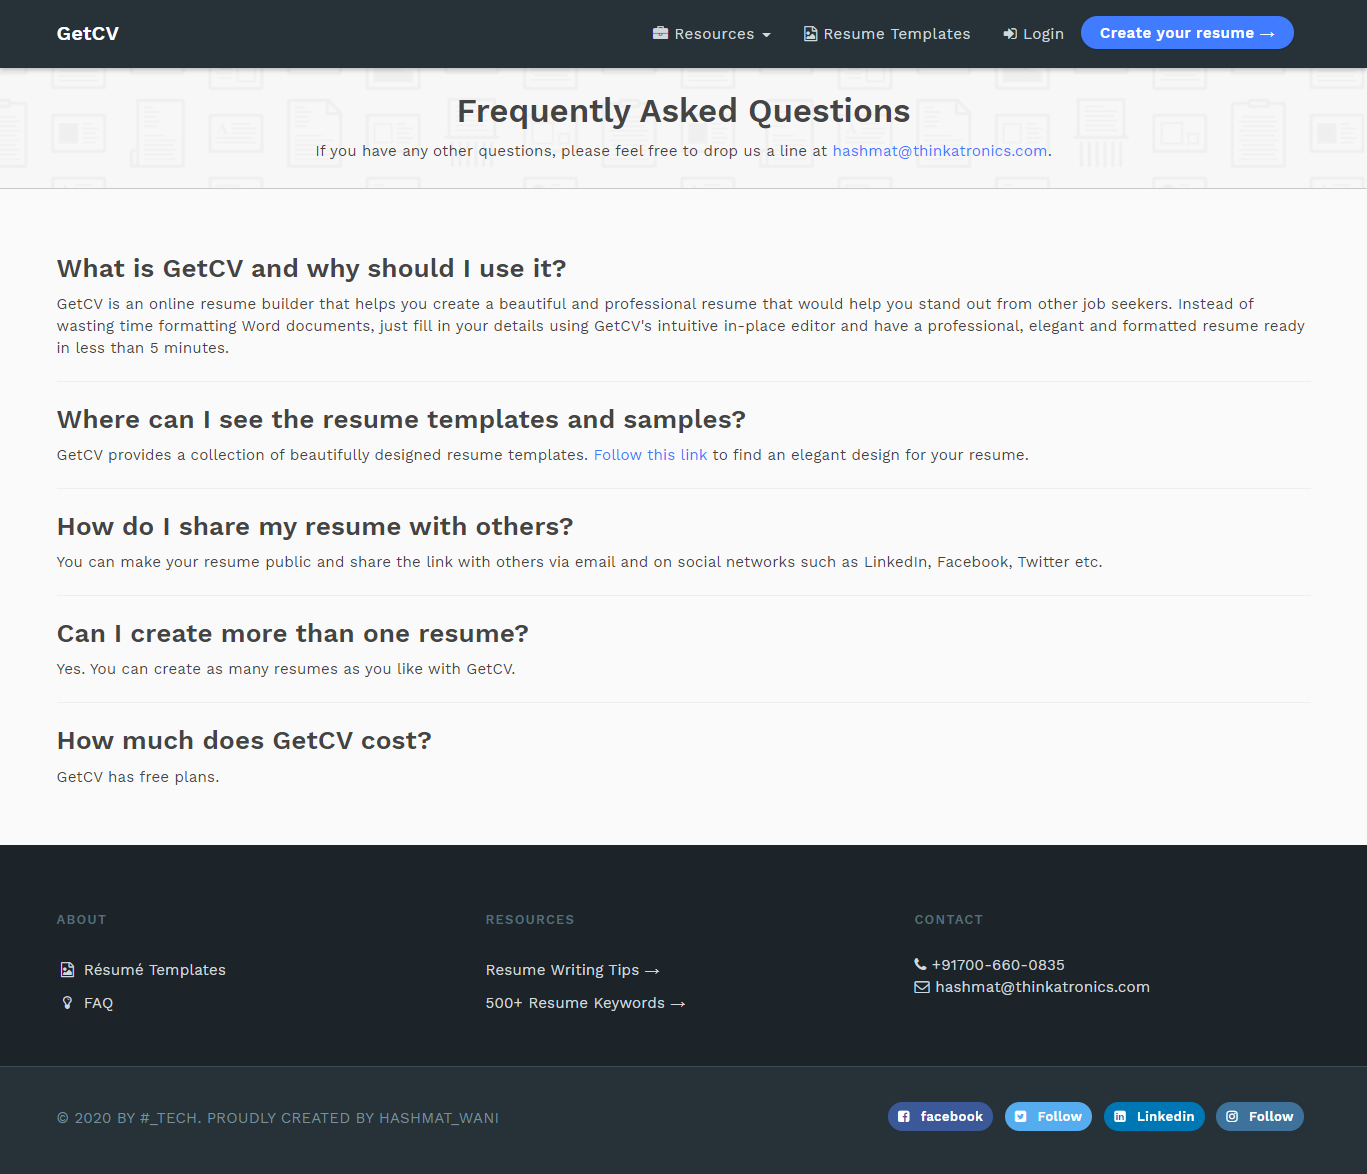 GetCV
Resources
Resume Templates
Login
Create your resume →
Frequently Asked Questions
If you have any other questions, please feel free to drop us a line at hashmat@thinkatronics.com.
What is GetCV and why should I use it?
GetCV is an online resume builder that helps you create a beautiful and professional resume that would help you stand out from other job seekers. Instead of
wasting time formatting Word documents, just fill in your details using GetCV's intuitive in-place editor and have a professional, elegant and formatted resume ready
in less than 5 minutes.
Where can I see the resume templates and samples?
GetCV provides a collection of beautifully designed resume templates. Follow this link to find an elegant design for your resume.
How do I share my resume with others?
You can make your resume public and share the link with others via email and on social networks such as LinkedIn, Facebook, Twitter etc.
Can I create more than one resume?
Yes. You can create as many resumes as you like with GetCV.
How much does GetCV cost?
GetCV has free plans.
ABOUT
Résumé Templates
FAQ
RESOURCES
Resume Writing Tips →
500+ Resume Keywords →
CONTACT
+91700-660-0835
hashmat@thinkatronics.com
© 2020 BY #_TECH. PROUDLY CREATED BY HASHMAT_WANI
facebook
Follow
Linkedin
Follow